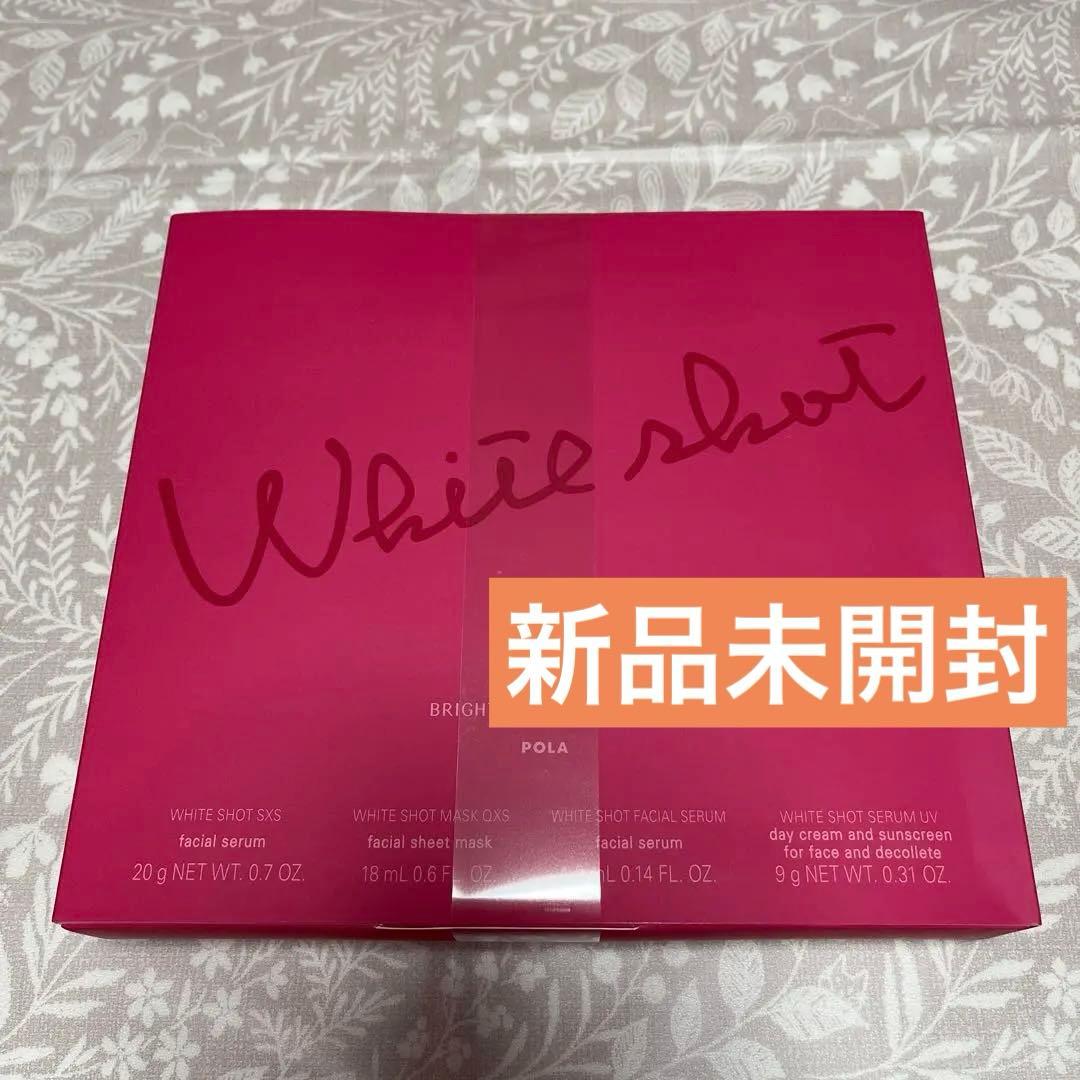 White shot
新品未開封
BRIGHT
POLA
WHITE SHOT SXS
facial serum
20 g NET WT. 0.7 OZ.
WHITE SHOT MASK QXS
facial sheet mask
18 mL 0.6 FL. OZ.
WHITE SHOT FACIAL SERUM
facial serum
mL 0.14 FL. OZ.
WHITE SHOT SERUM UV
day cream and sunscreen
for face and decollete
9 g NET WT. 0.31 OZ.